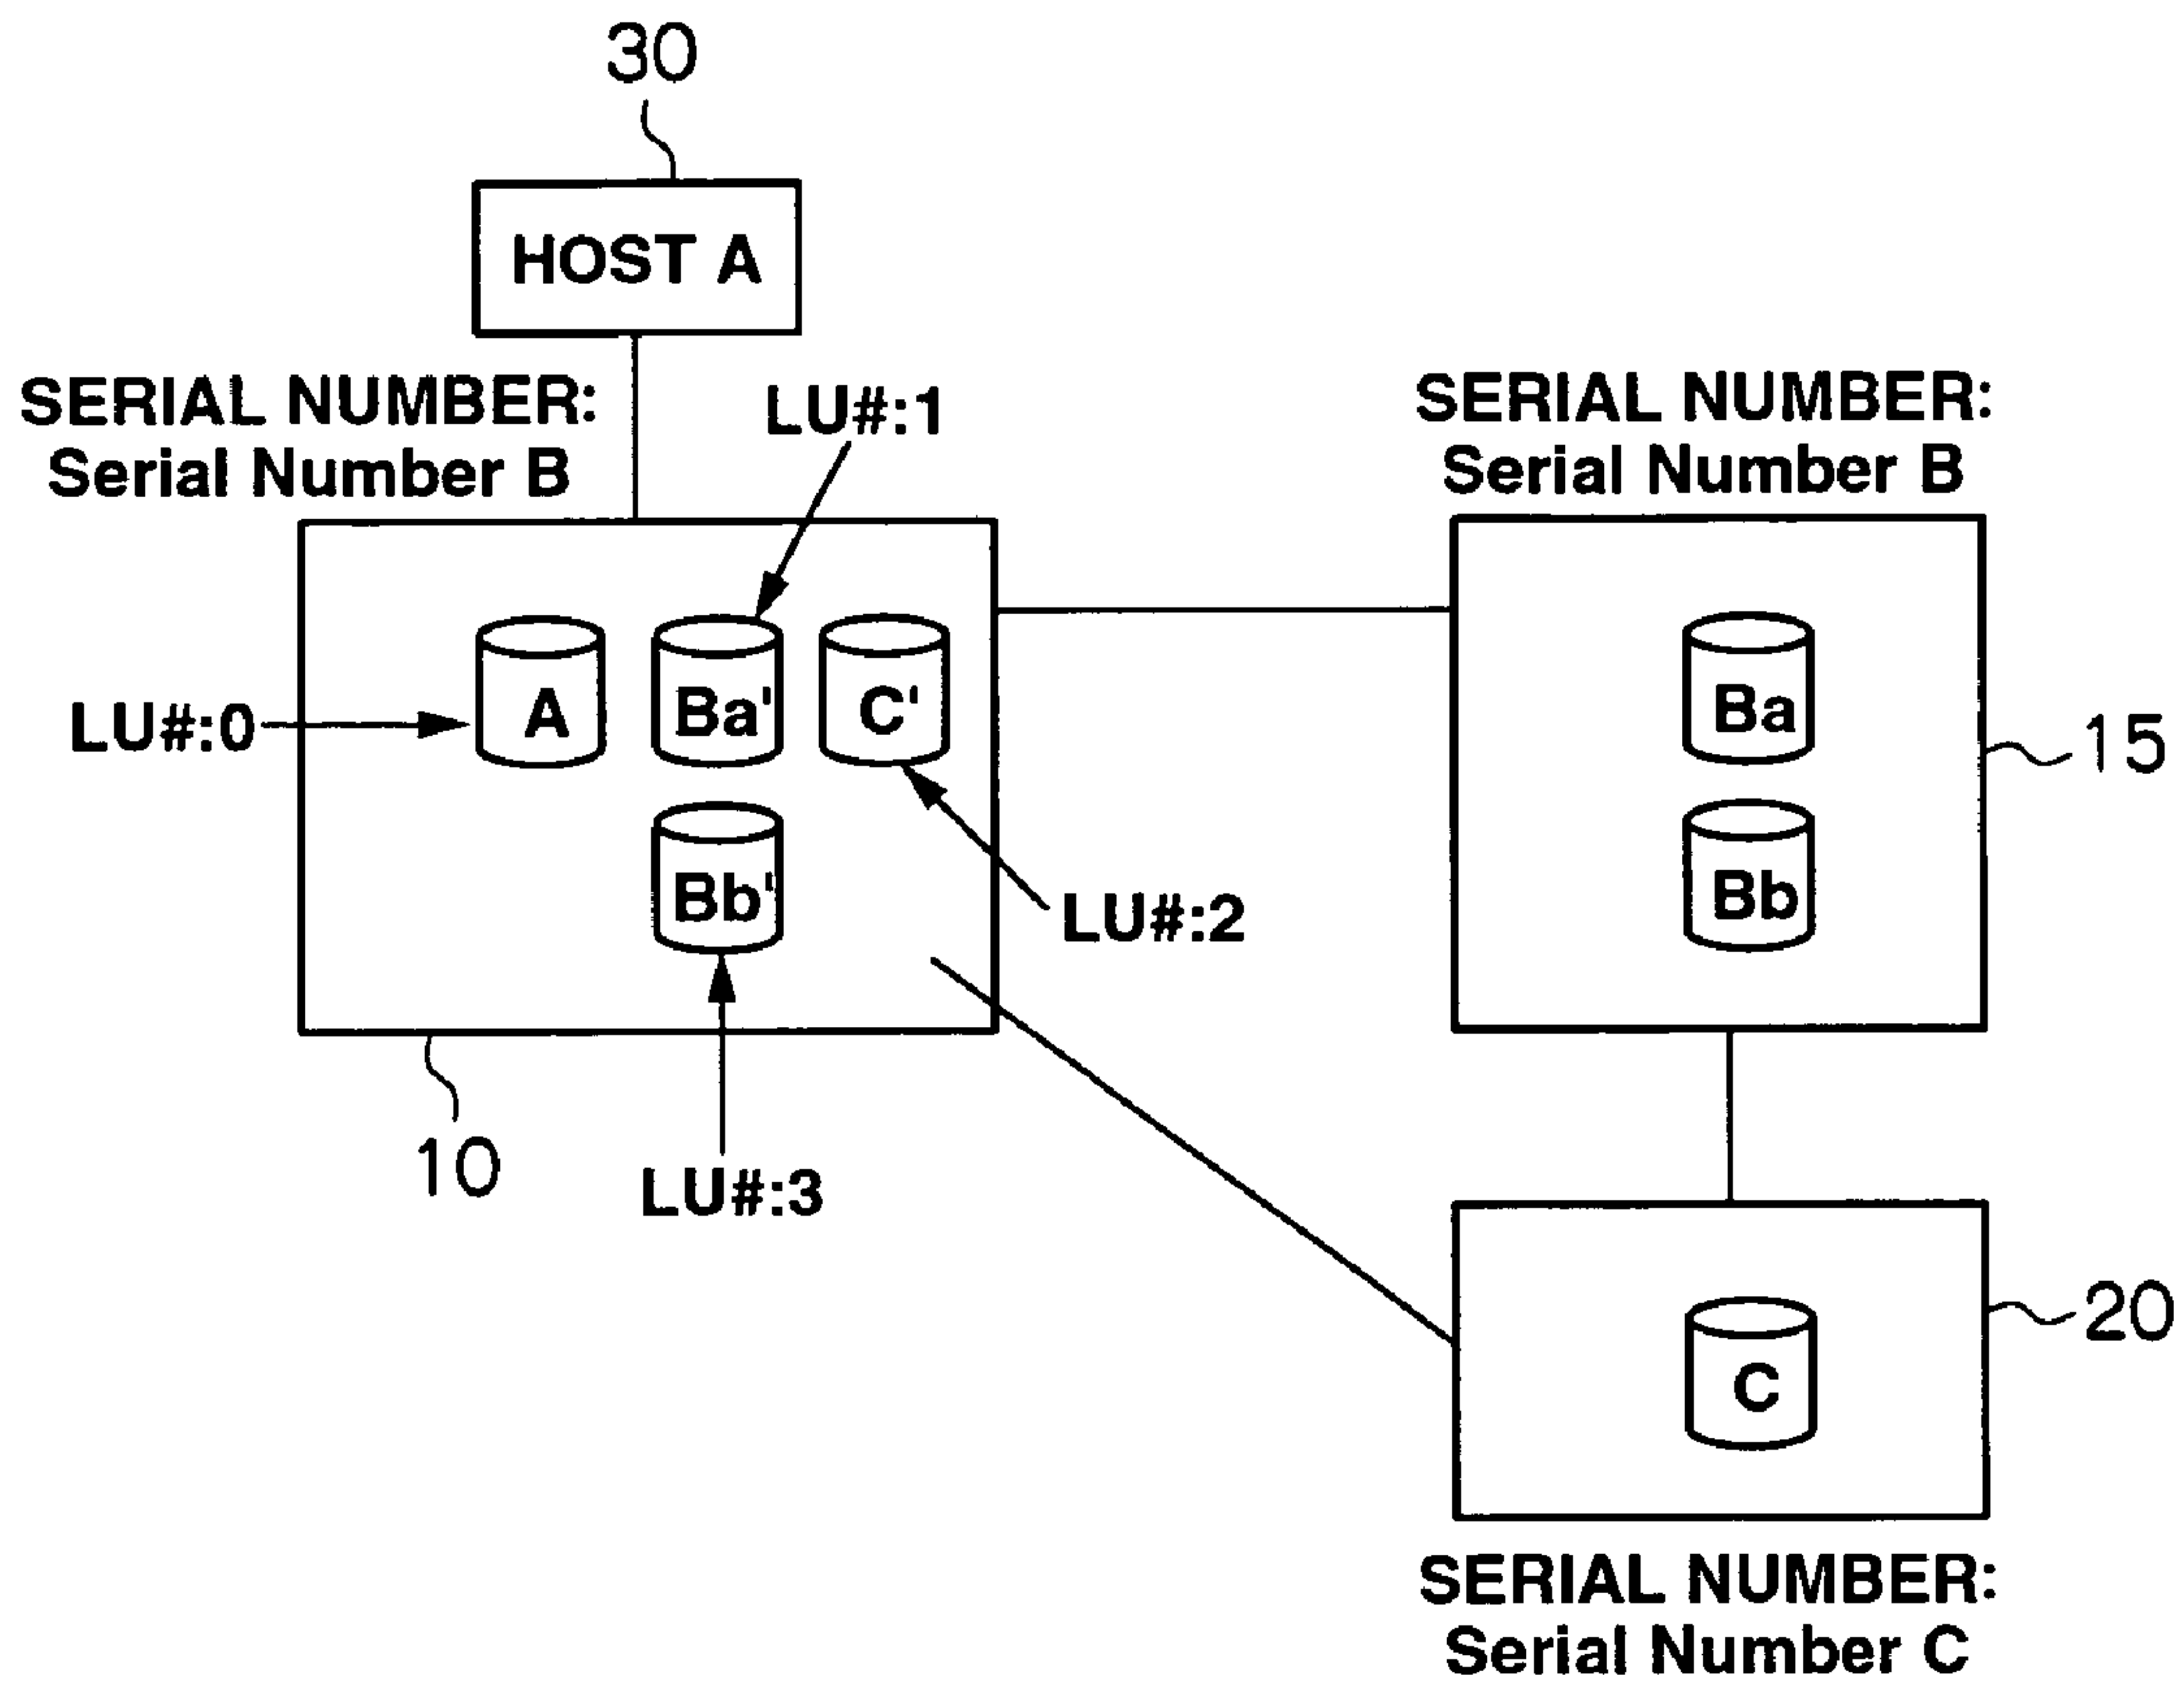 30
HOST A
SERIAL NUMBER:
Serial Number B
LU#:1
SERIAL NUMBER:
Serial Number B
LU#:0
A
Ba'
C'
Ba
15
Bb'
LU#:2
Bb
10
LU#:3
C
20
SERIAL NUMBER:
Serial Number C